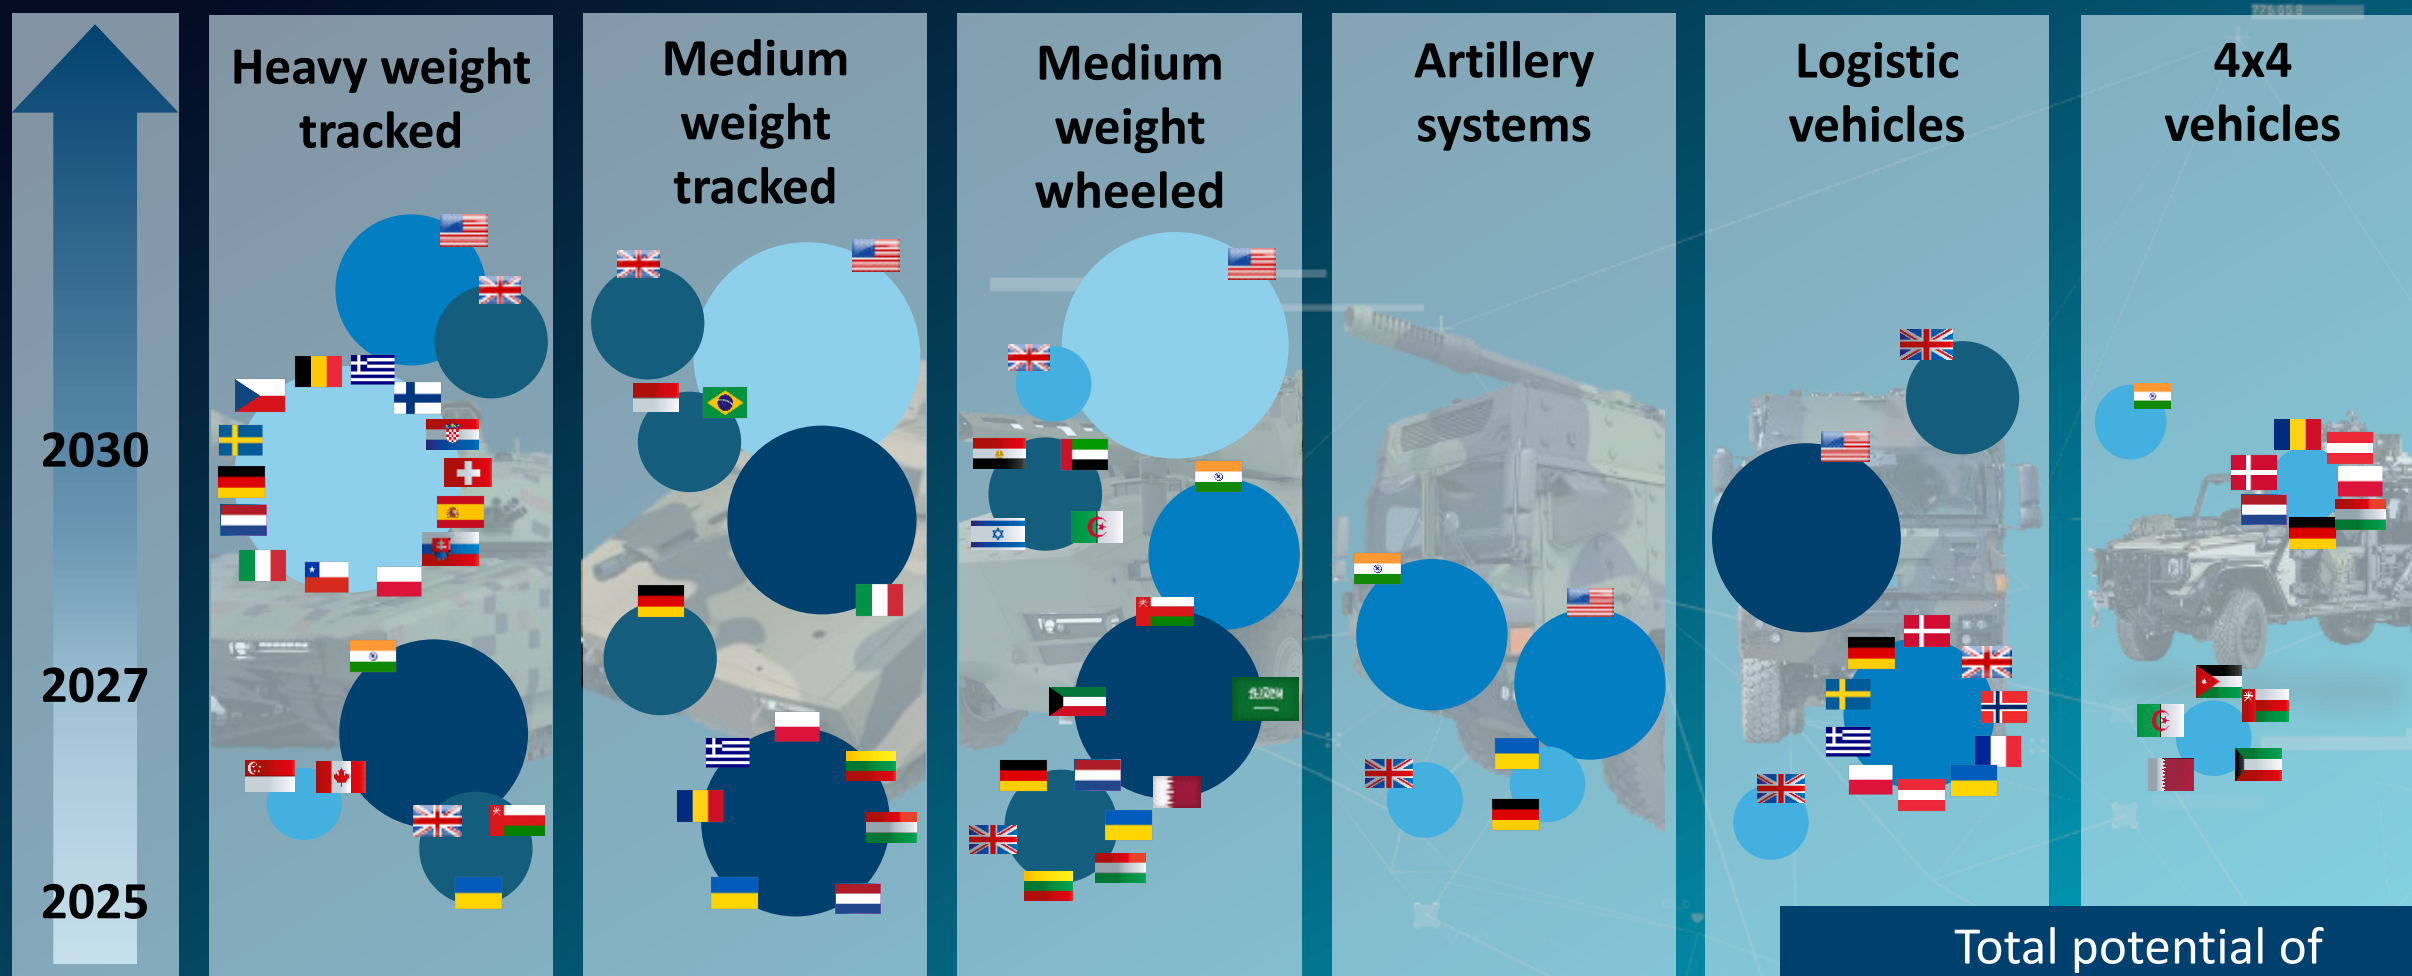 Heavy weight
tracked
Medium
weight
tracked
Medium
weight
wheeled
Artillery
systems
Logistic
vehicles
4x4
vehicles
2030
2027
2025
Total potential of